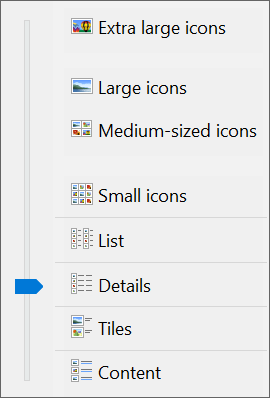 Extra large icons
Large icons
Medium-sized icons
Small icons
List
Details
Tiles
Content